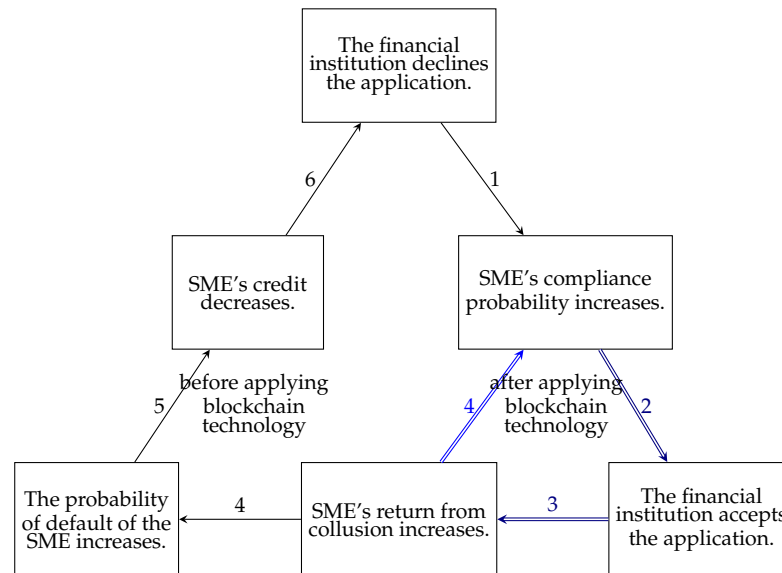 The financial
institution declines
the application.
6
1
SME's credit
decreases.
SME's compliance
probability increases.
5
before applying
blockchain
technology
4
after applying
blockchain
technology
2
The probability
of default of the
SME increases.
4
SME's return from
collusion increases.
3
The financial
institution accepts
the application.